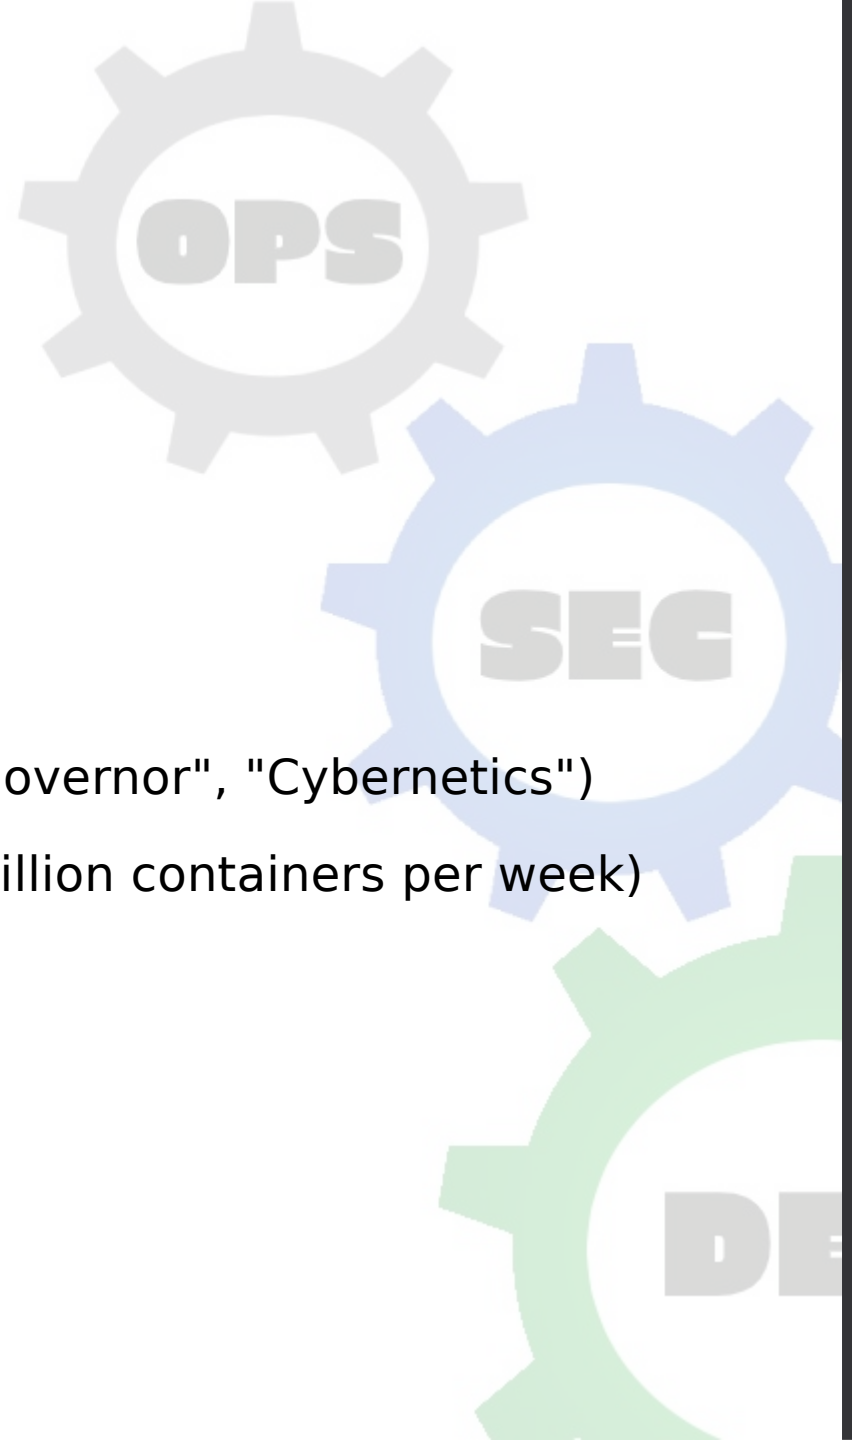 OPS
SEC
overnor", "Cybernetics")
illion containers per week)
DE